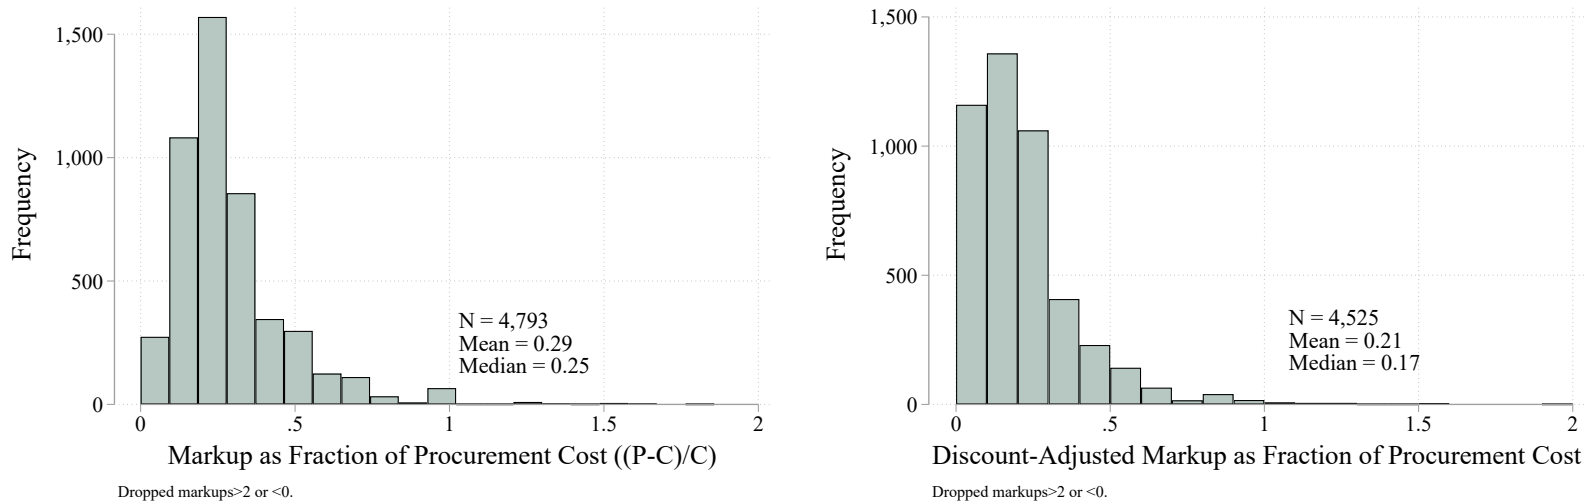 1,500
1,000
500
0
Frequency
N = 4,793
Mean = 0.29
Median = 0.25
0 .5 1 1.5 2
Markup as Fraction of Procurement Cost ((P-C)/C)
Dropped markups>2 or <0.
1,500
1,000
500
0
Frequency
N = 4,525
Mean = 0.21
Median = 0.17
0 .5 1 1.5 2
Discount-Adjusted Markup as Fraction of Procurement Cost
Dropped markups>2 or <0.